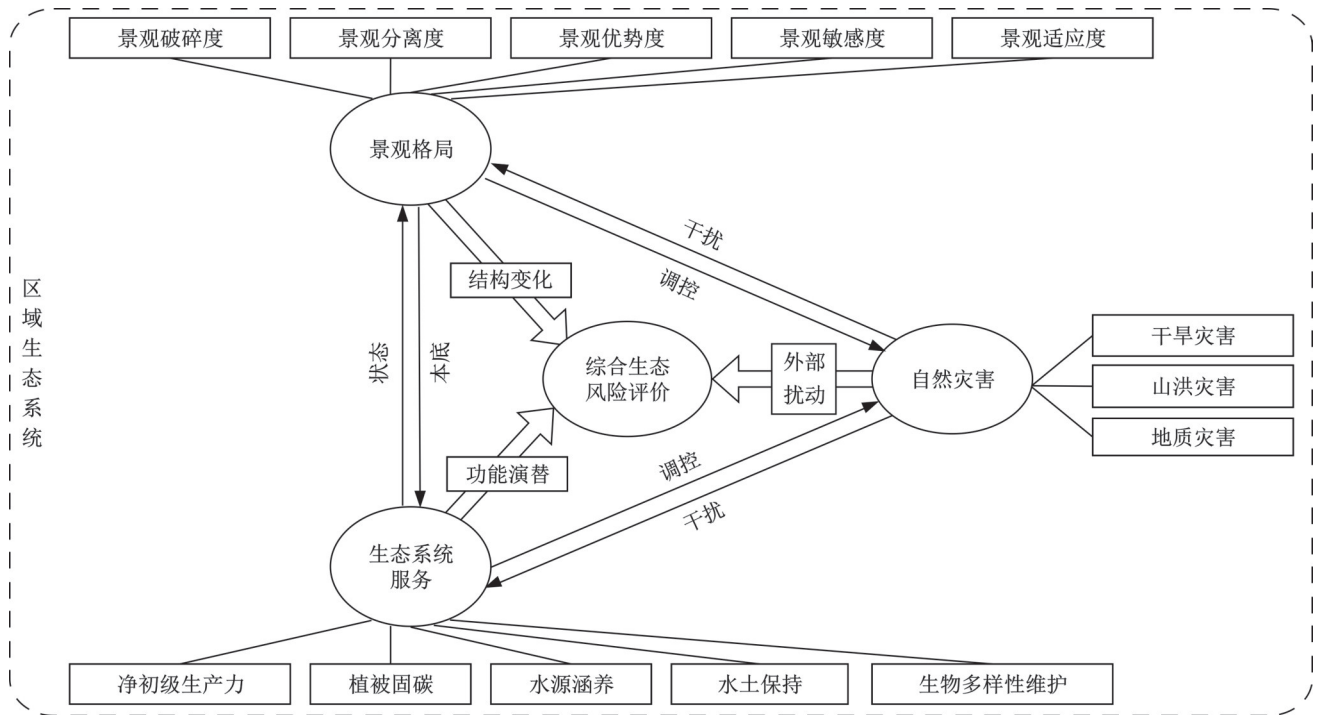 景观破碎度
景观分离度
景观优势度
景观敏感度
景观适应度
景观格局
干扰
调控
结构变化
区域生态系统
状态
本底
综合生态
风险评价
外部
扰动
自然灾害
干旱灾害
山洪灾害
地质灾害
功能演替
调控
干扰
生态系统
服务
净初级生产力
植被固碳
水源涵养
水土保持
生物多样性维护